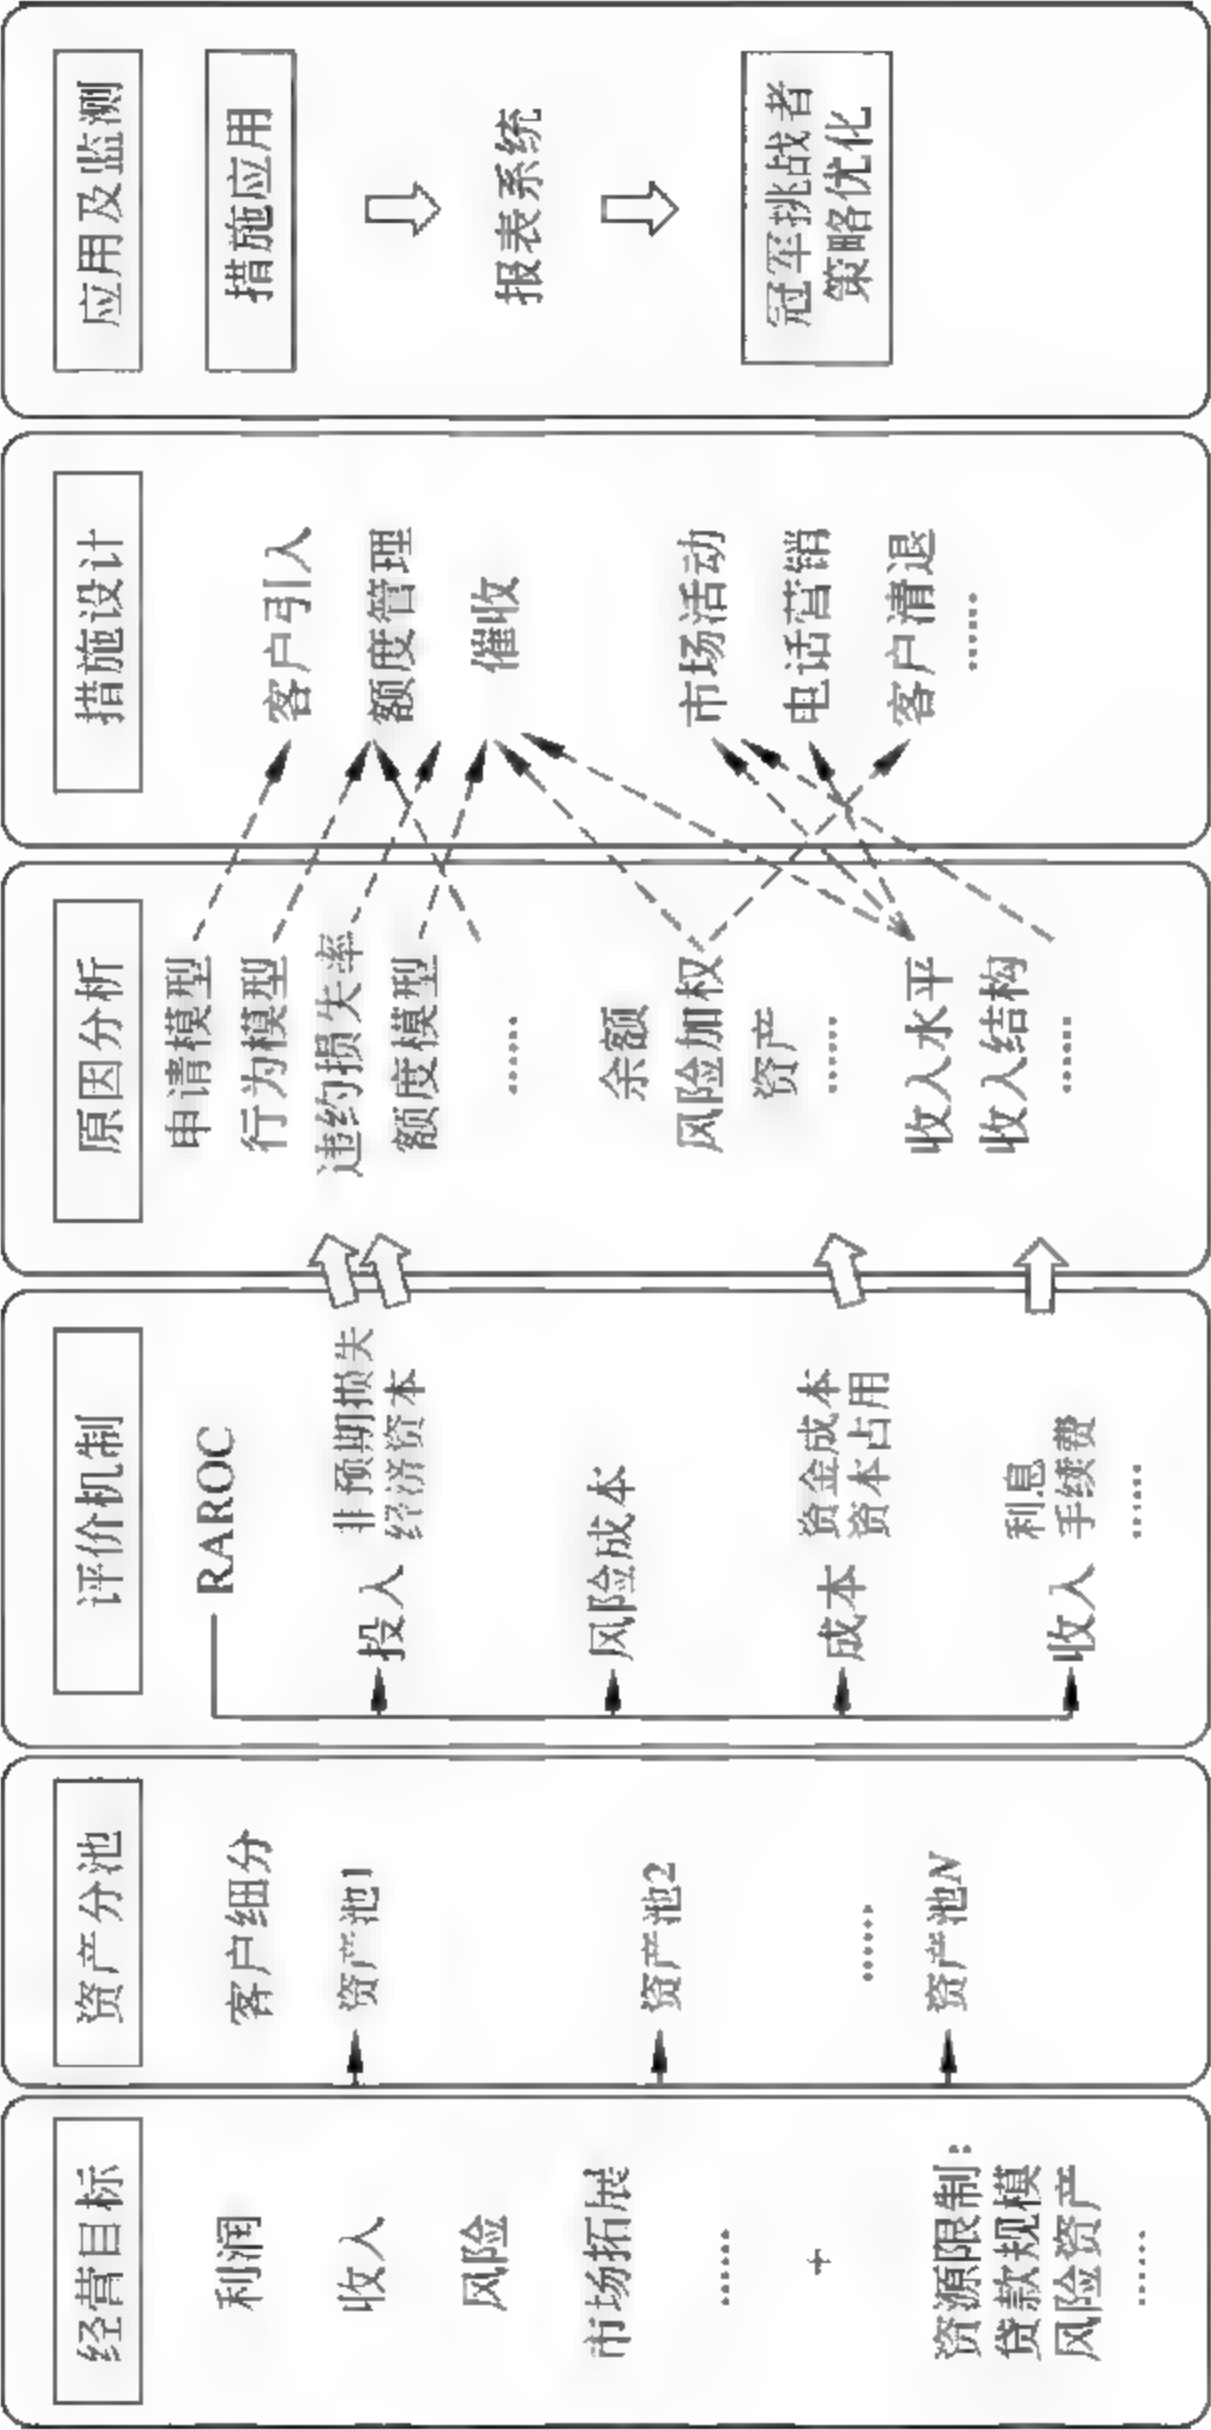 经营目标
利润
收入
风险
市场拓展
……
+
资源限制：
贷款规模
风险资产
……
资产分池
客户细分
资产池1
资产池2
……
资产池N
评价机制
RAROC
投入
非预期损失
经济资本
风险成本
成本
资金成本
资本占用
收入
利息
手续费
……
原因分析
申请模型
行为模型
违约损失率
额度模型
……
余额
风险加权
资产
……
收入水平
收入结构
……
措施设计
客户引入
额度管理
催收
市场活动
电话营销
客户清退
……
应用及监测
措施应用
报表系统
冠军挑战者
策略优化